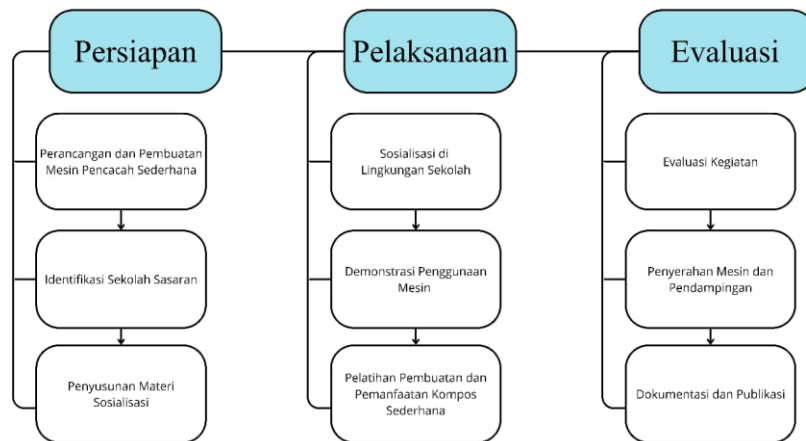 Persiapan
Perancangan dan Pembuatan
Mesin Pencacah Sederhana
Identifikasi Sekolah Sasaran
Penyusunan Materi
Sosialisasi
Pelaksanaan
Sosialisasi di
Lingkungan Sekolah
Demonstrasi Penggunaan
Mesin
Pelatihan Pembuatan dan
Pemanfaatan Kompos
Sederhana
Evaluasi
Evaluasi Kegiatan
Penyerahan Mesin dan
Pendampingan
Dokumentasi dan Publikasi